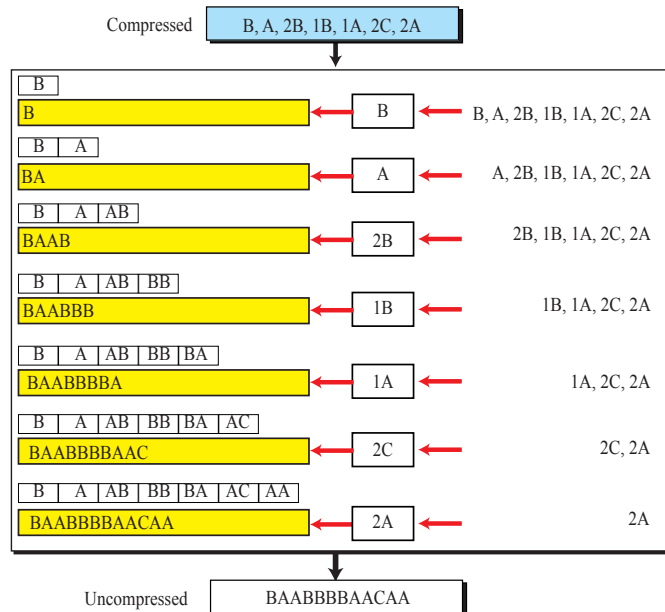 Compressed B, A, 2B, 1B, 1A, 2C, 2A
B
B B B, A, 2B, 1B, 1A, 2C, 2A
B A
BA A A, 2B, 1B, 1A, 2C, 2A
B A AB
BAAB 2B 2B, 1B, 1A, 2C, 2A
B A AB BB
BAABBB 1B 1B, 1A, 2C, 2A
B A AB BB BA
BAABBBBA 1A 1A, 2C, 2A
B A AB BB BA AC
BAABBBBAAC 2C 2C, 2A
B A AB BB BA AC AA
BAABBBBAACAA 2A 2A
Uncompressed BAABBBBAACAA